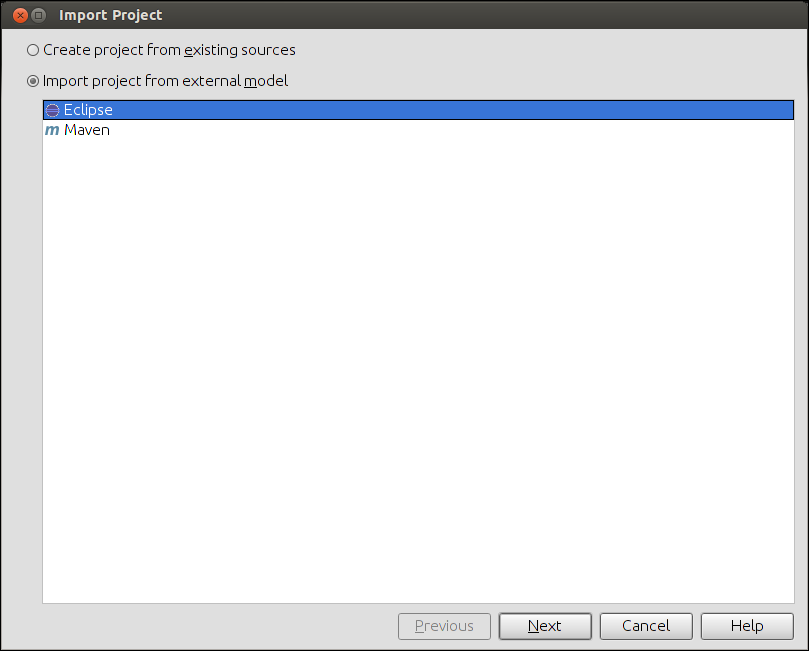 Import Project
Create project from existing sources
Import project from external model
Eclipse
m Maven
Previous Next Cancel Help